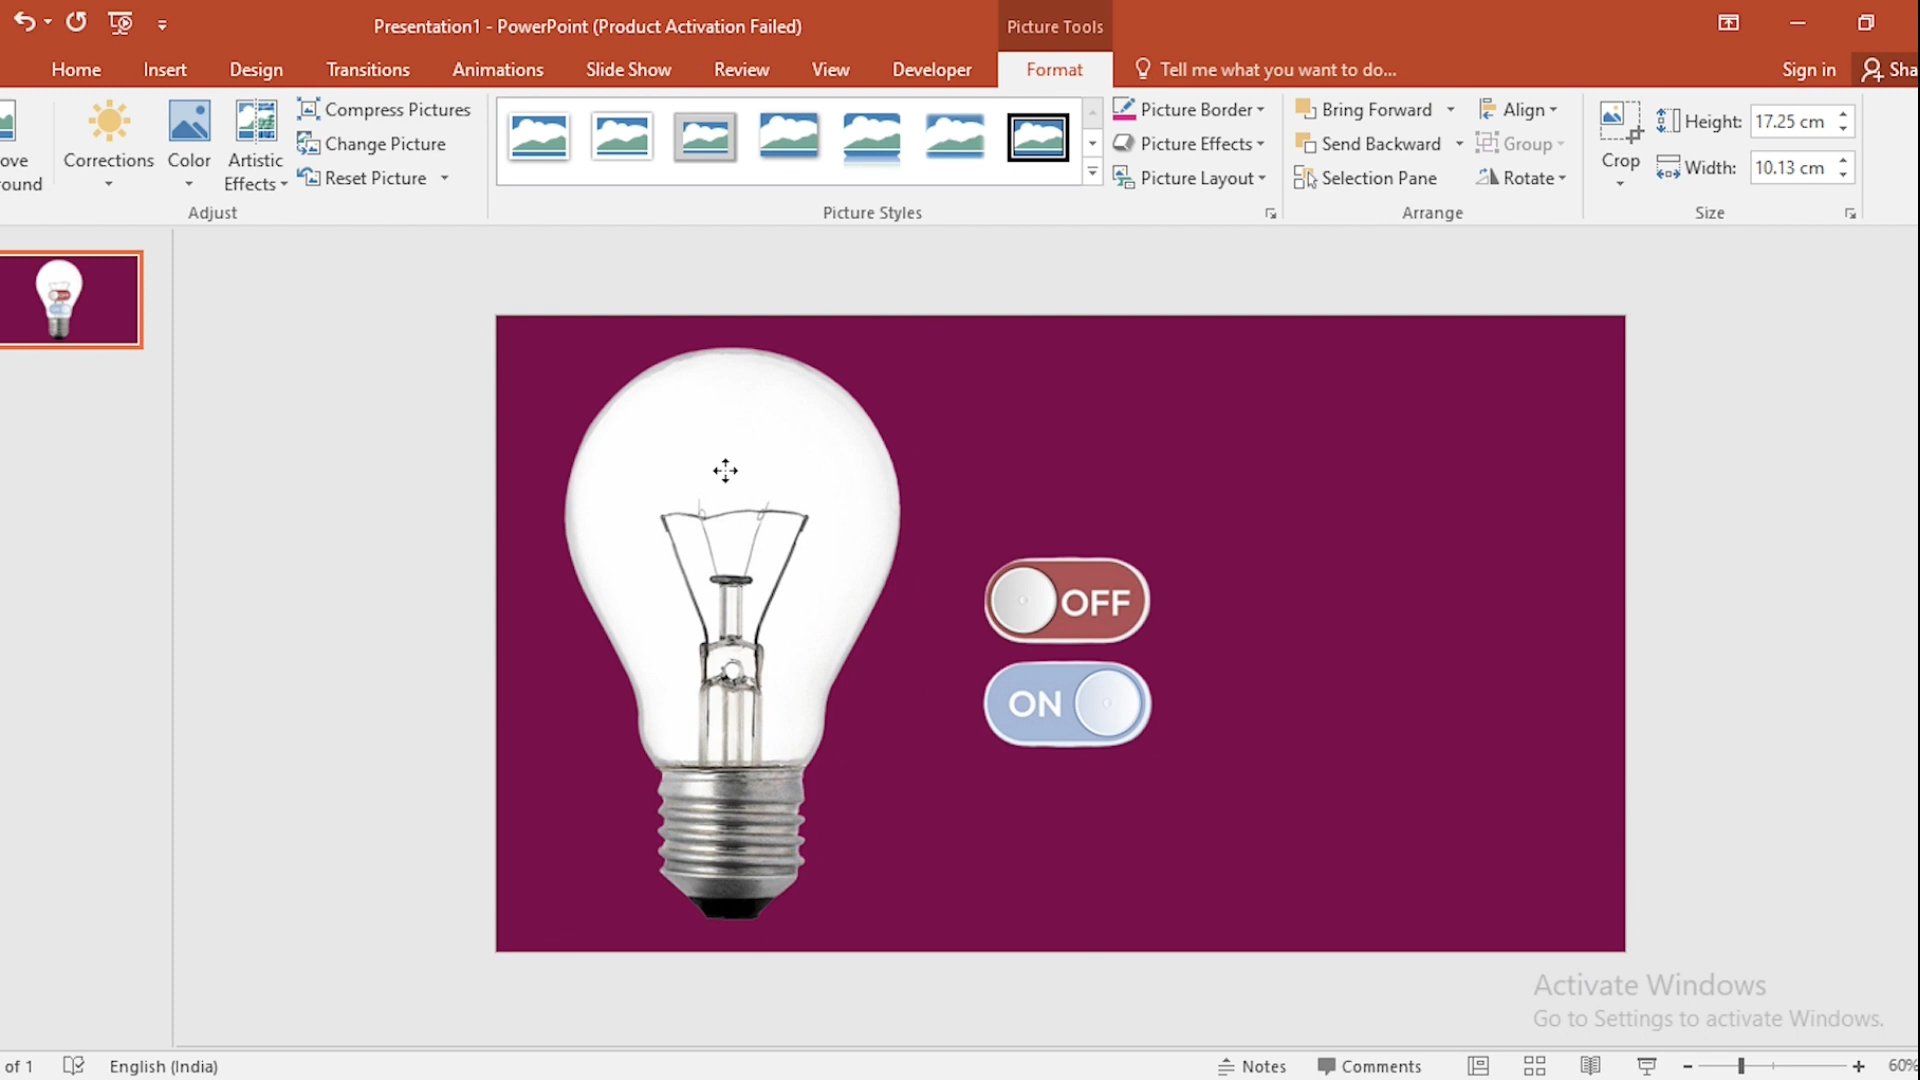 Presentation1 - PowerPoint (Product Activation Failed)
Picture Tools
Home Insert Design Transitions Animations Slide Show Review View Developer Format Tell me what you want to do... Sign in Sha
ove
ound
Corrections
Color
Artistic
Effects
Compress Pictures
Change Picture
Reset Picture
Adjust
Picture Styles
Picture Border
Picture Effects
Picture Layout
Bring Forward
Send Backward
Selection Pane
Align
Group
Rotate
Arrange
Crop
Height: 17.25 cm
Width: 10.13 cm
Size
OFF
ON
Activate Windows
Go to Settings to activate Windows.
of 1 English (India) Notes Comments 60%